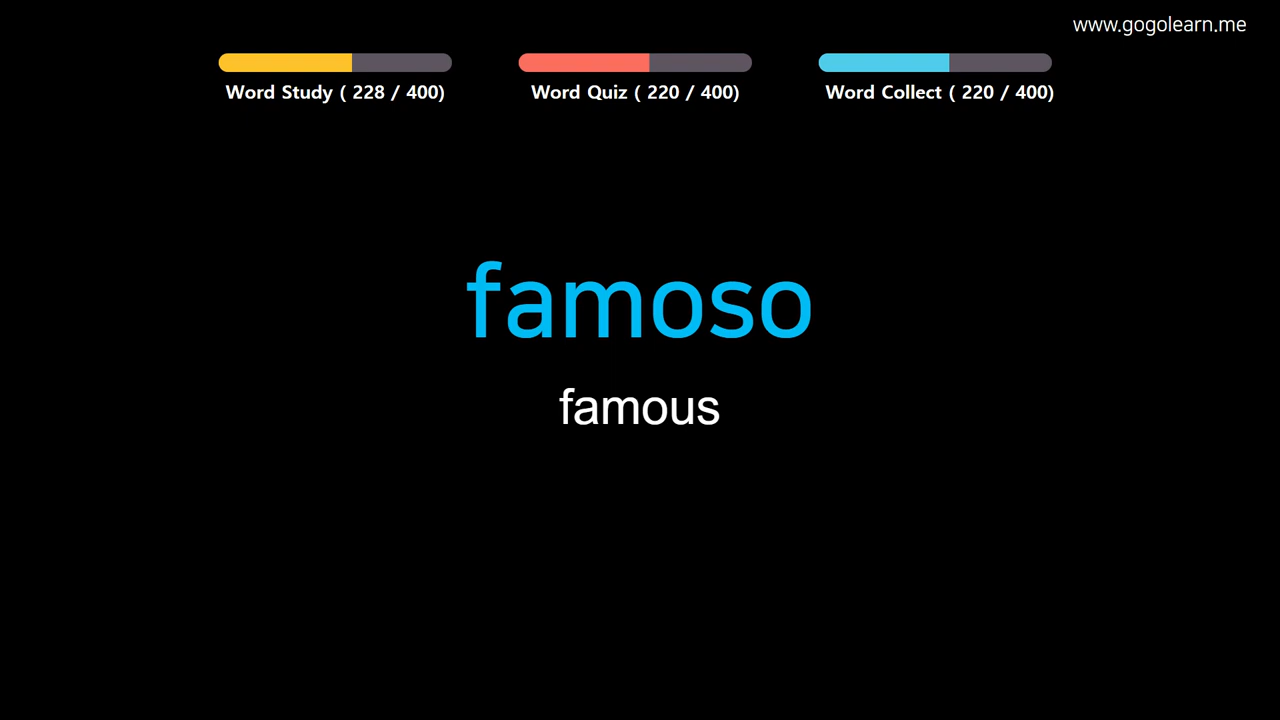 www.gogolearn.me
Word Study ( 228 / 400)
Word Quiz ( 220 / 400)
Word Collect ( 220 / 400)
famoso
famous